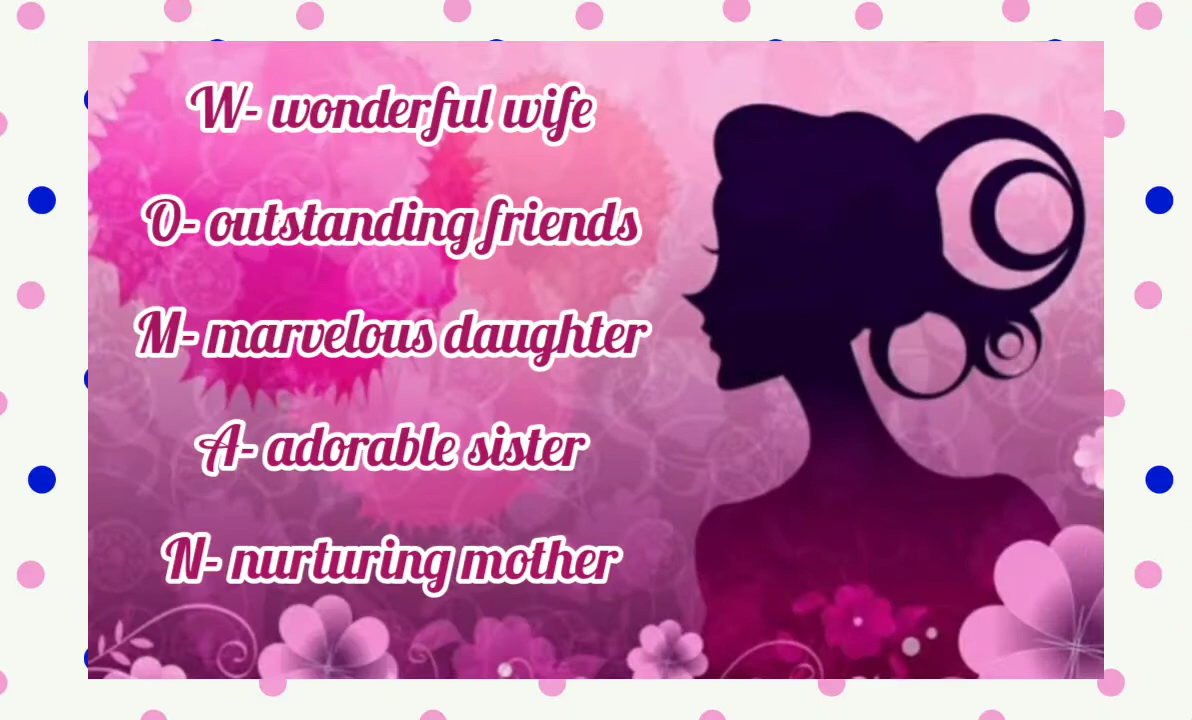 W- wonderful wife
O- outstanding friends
M- marvelous daughter
A- adorable sister
N- nurturing mother